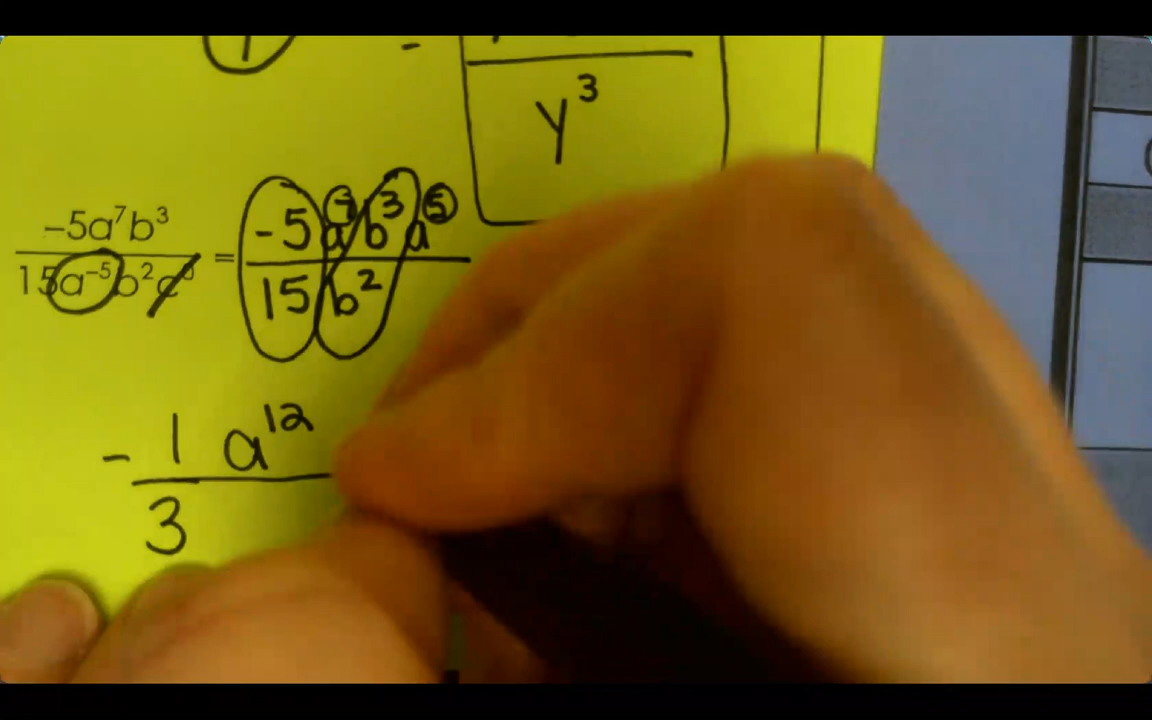 y³
-5a⁷b³
15a⁻⁵b²c⁰
= -5a⁷b³a⁵
15b²
- 1 a¹²
3